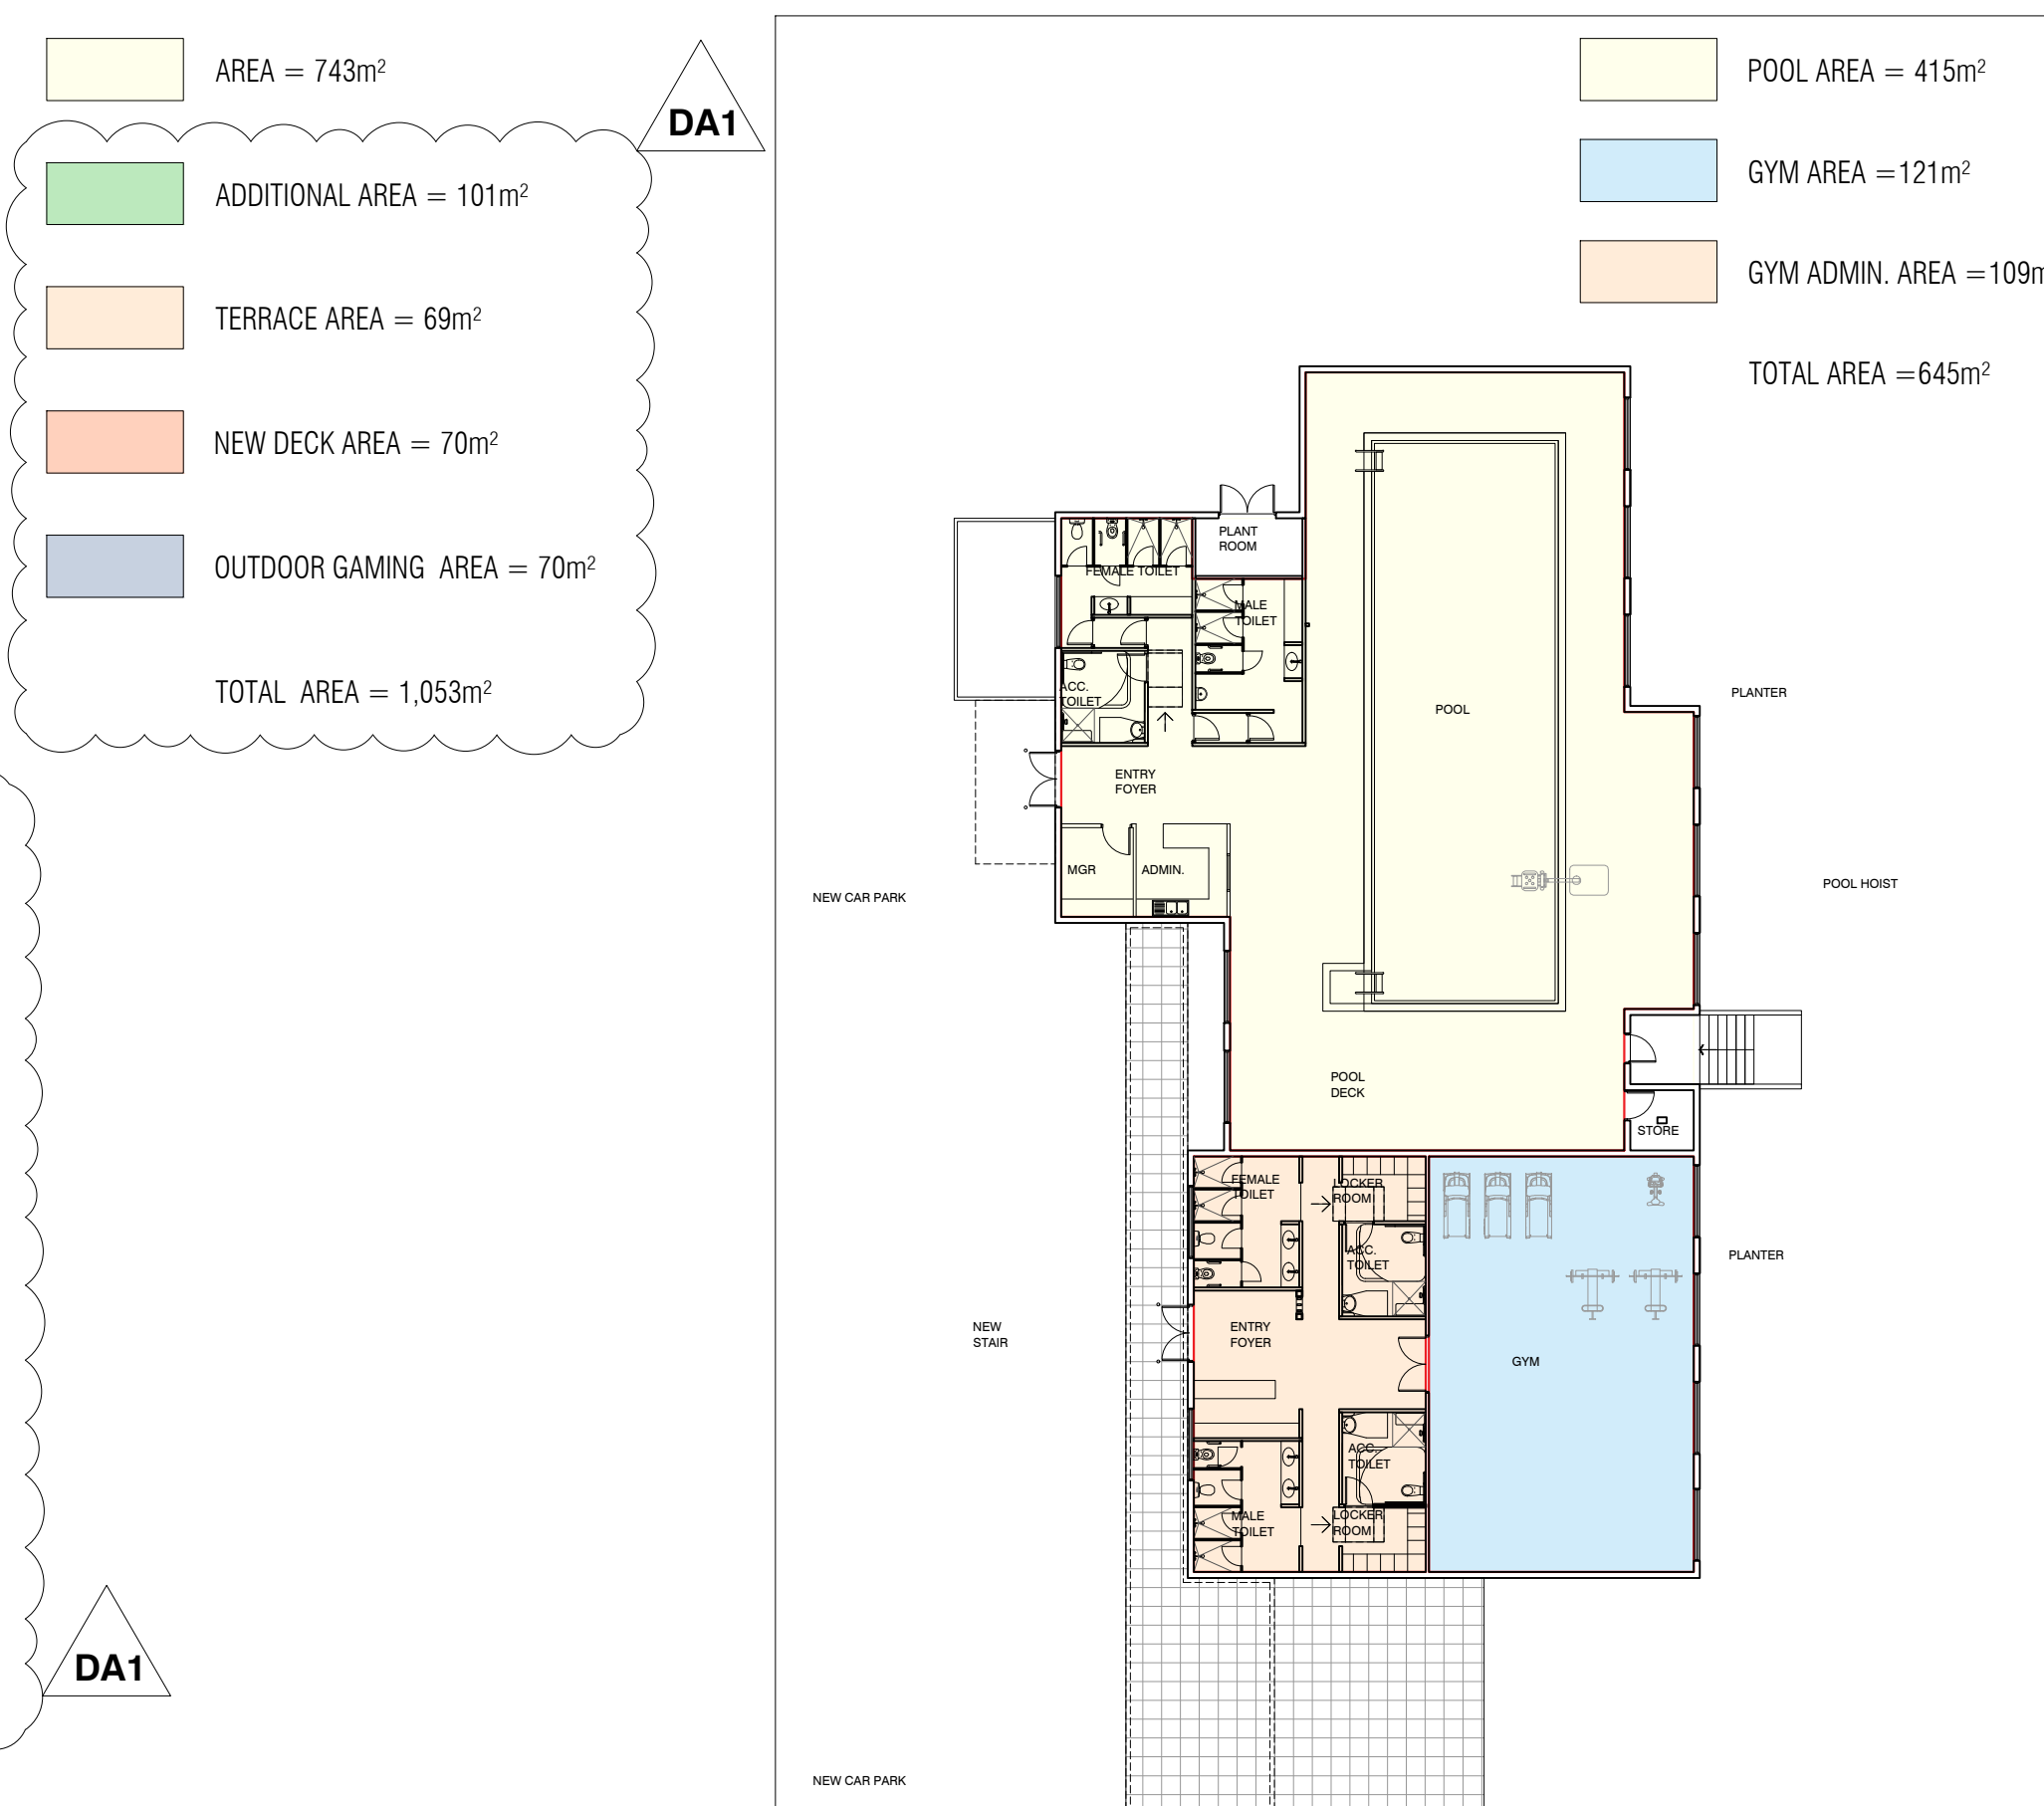 AREA = 743m²
DA1
ADDITIONAL AREA = 101m²
TERRACE AREA = 69m²
NEW DECK AREA = 70m²
OUTDOOR GAMING AREA = 70m²
TOTAL AREA = 1,053m²
DA1
POOL AREA = 415m²
GYM AREA =121m²
GYM ADMIN. AREA =109m
TOTAL AREA =645m²
PLANT
ROOM
FEMALE TOILET
MALE
TOILET
ACC.
TOILET
POOL
PLANTER
ENTRY
FOYER
MGR
ADMIN.
NEW CAR PARK
POOL HOIST
POOL
DECK
STORE
FEMALE
TOILET
LOCKER
ROOM
ACC.
TOILET
PLANTER
NEW
STAIR
ENTRY
FOYER
GYM
ACC.
TOILET
MALE
TOILET
LOCKER
ROOM
NEW CAR PARK